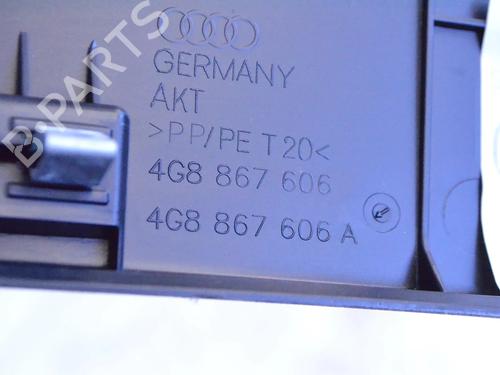 B-PARTS
GERMANY
AKT
>PP/PE T20<
4G8 867 606
4G8 867 606 A